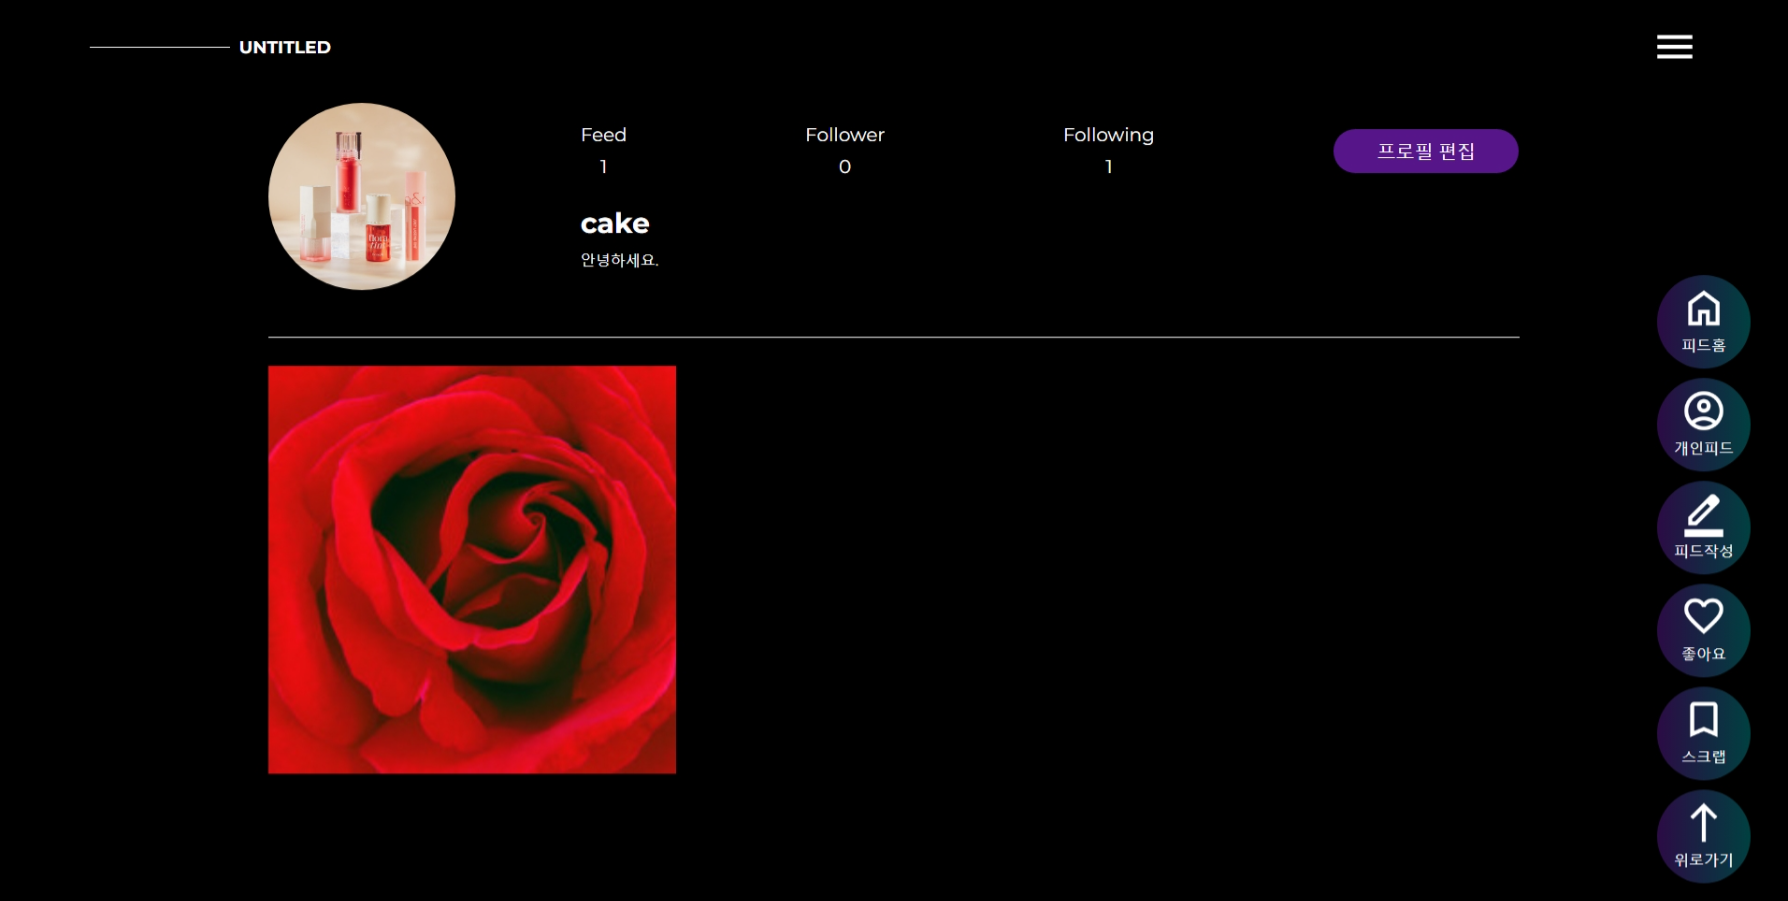 UNTITLED
Feed
Follower
Following
1
0
1
프로필 편집
cake
안녕하세요.
피드홈
개인피드
피드작성
좋아요
스크랩
위로가기